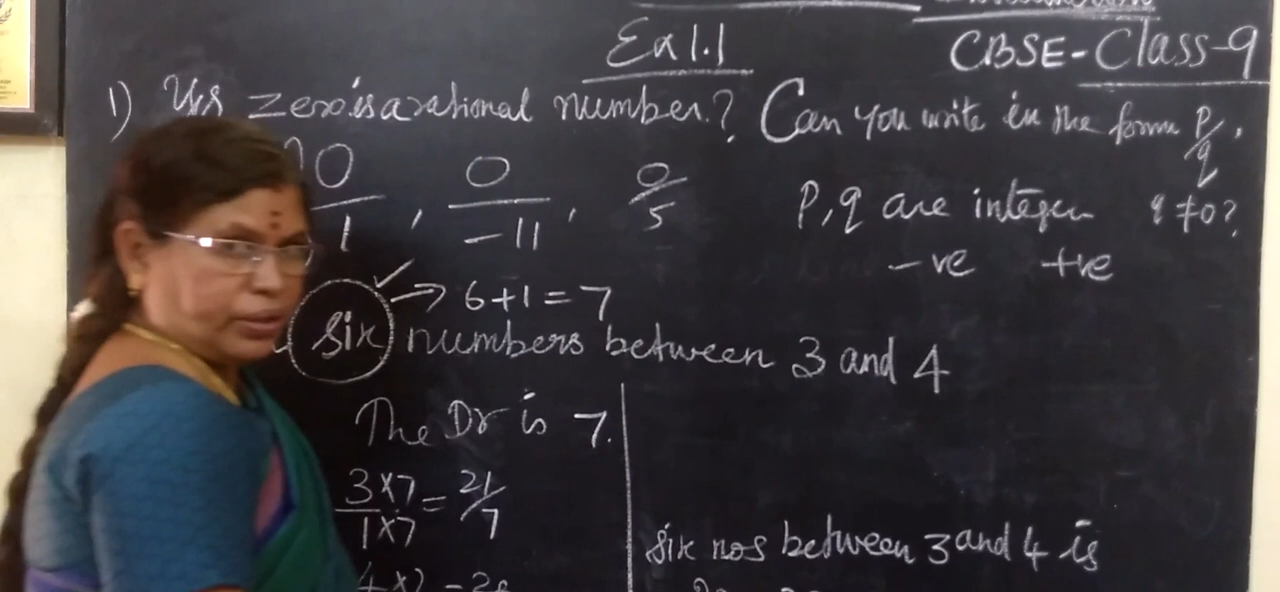 Ex 1.1
CBSE-Class-9
1) Yes zero is a rational number? Can you write in the form p/q.
0/1, 0/-11, 0/5
P, q are integer q ≠ 0?
-ve +ve
→ 6+1=7
Six numbers between 3 and 4
The Dr is 7.
3×7/1×7 = 21/7
Six nos between 3 and 4 is